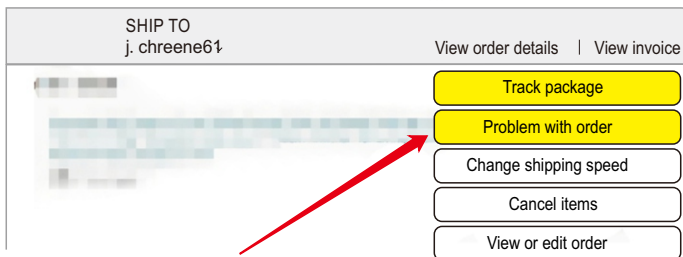 SHIP TO
j. chreene61
View order details | View invoice
Track package
Problem with order
Change shipping speed
Cancel items
View or edit order